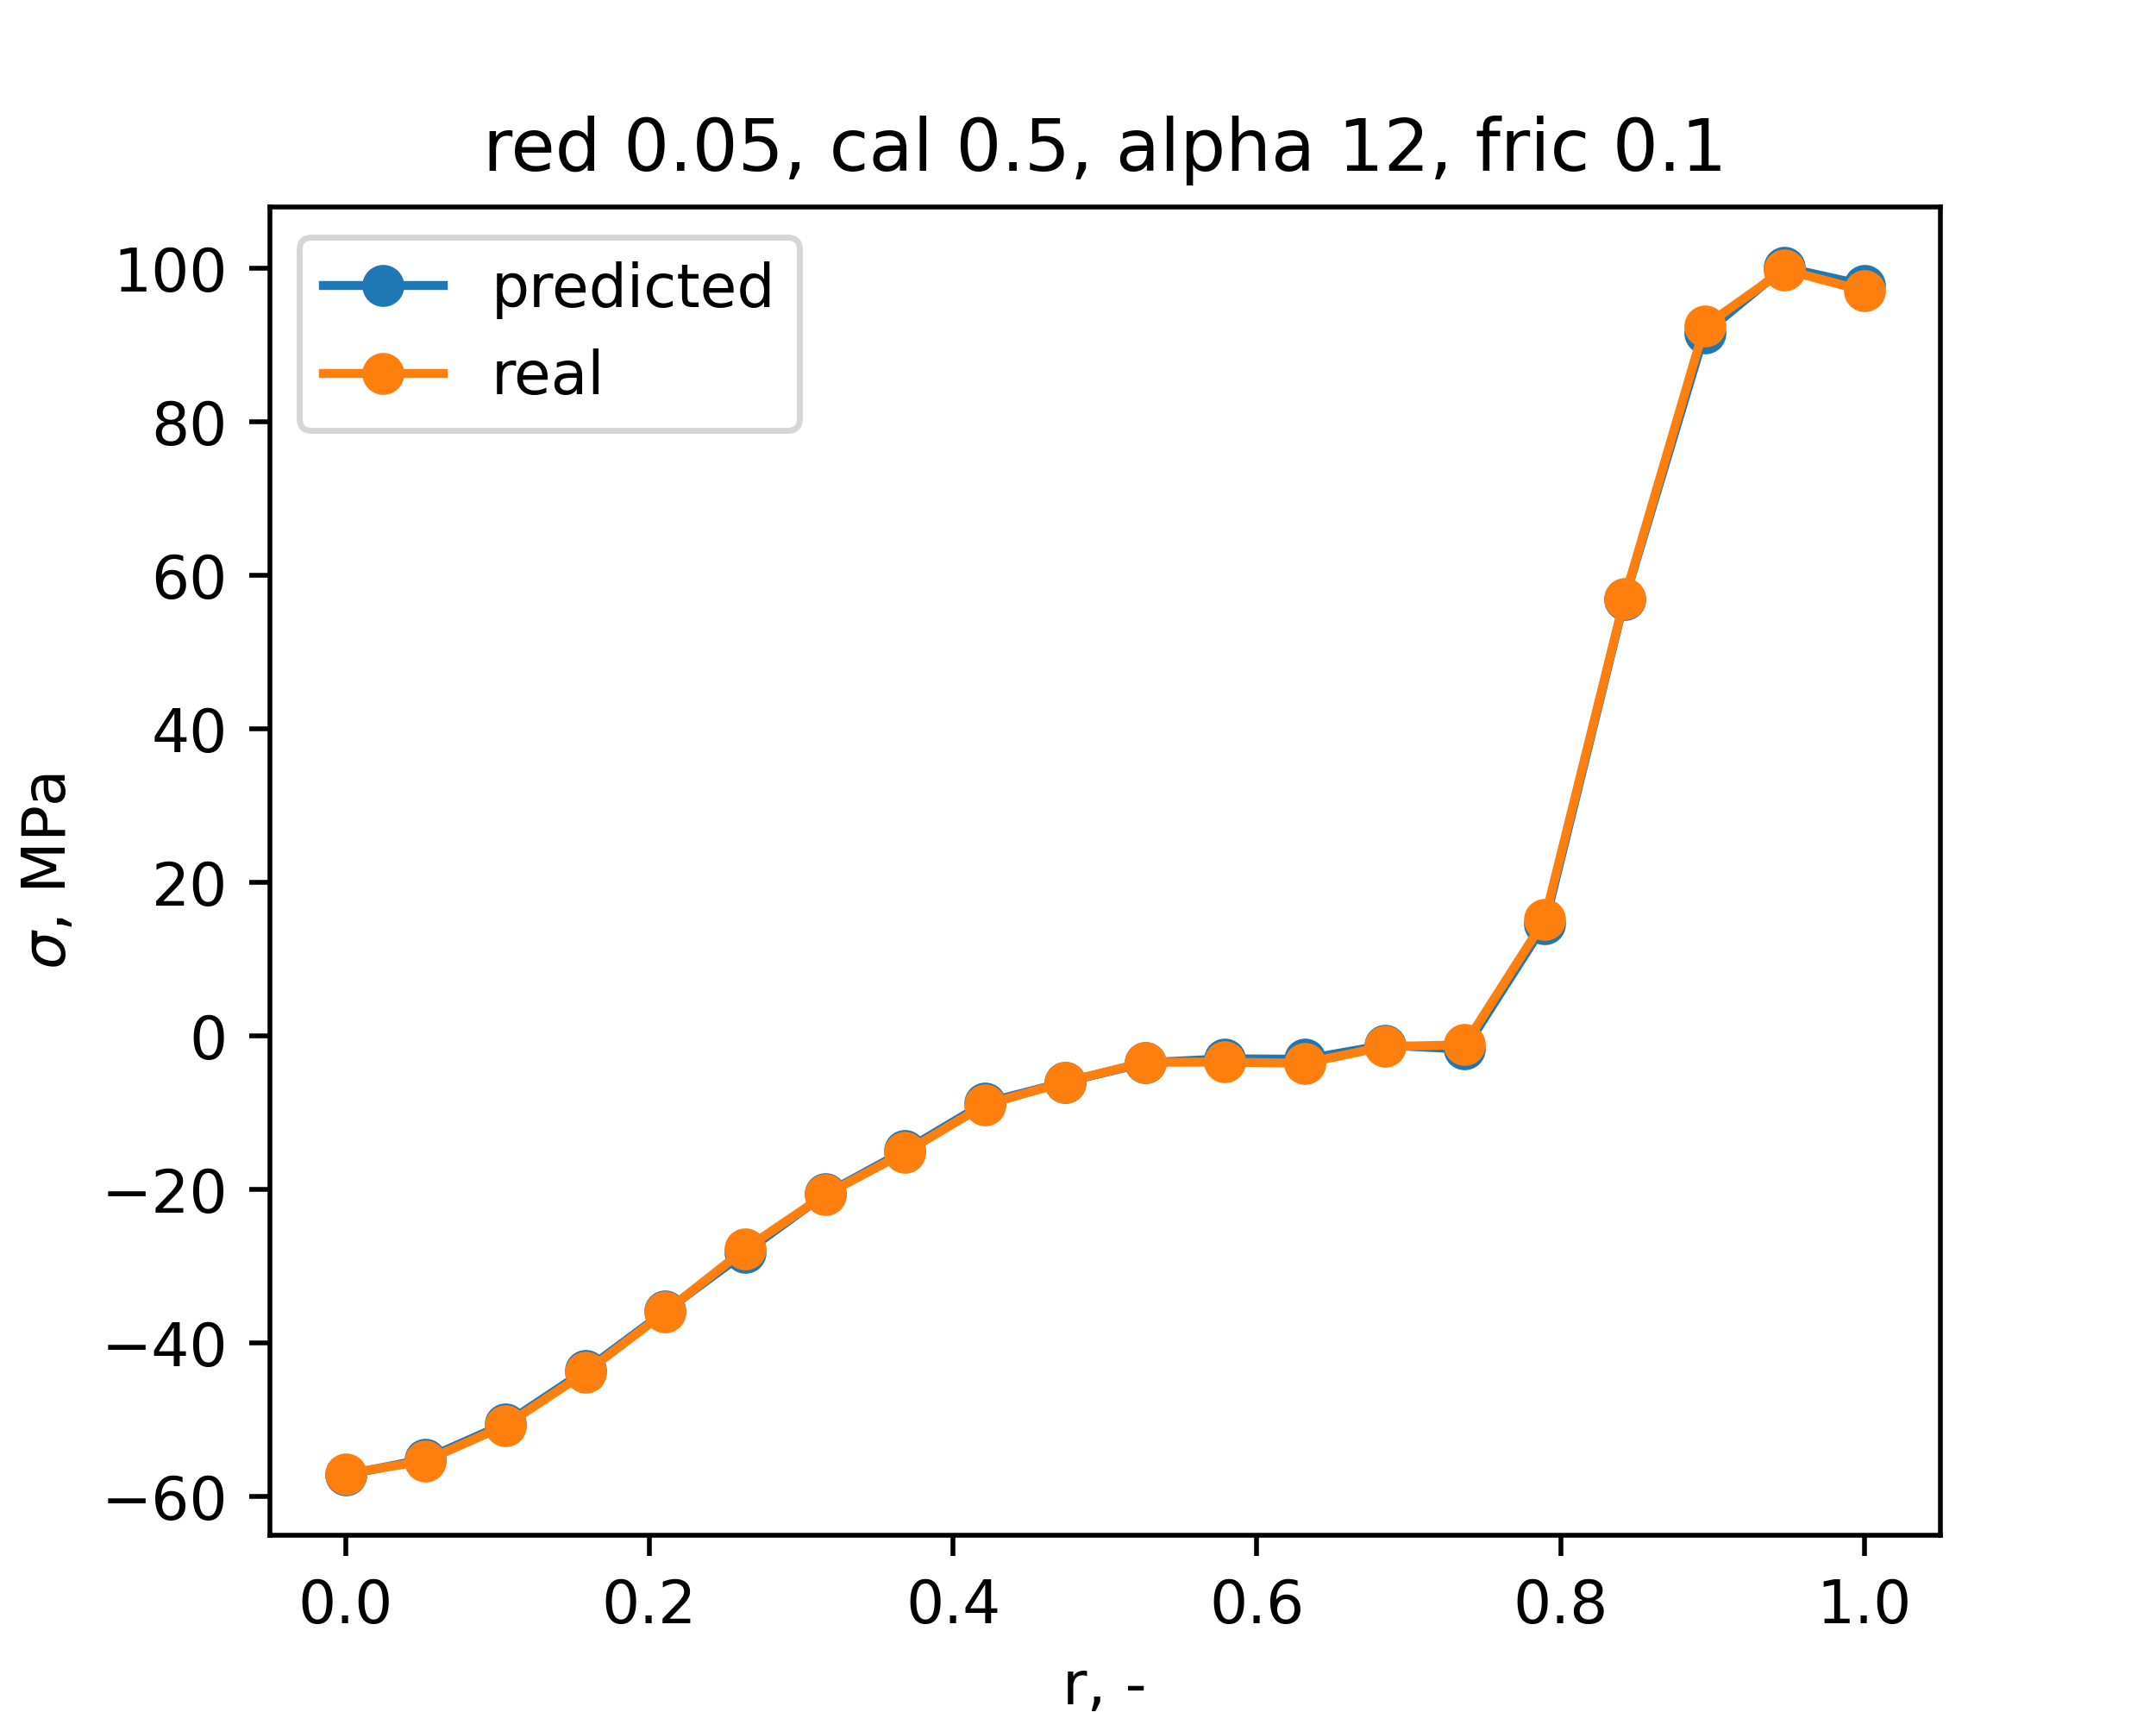 red 0.05, cal 0.5, alpha 12, fric 0.1
predicted
real
100
80
60
40
20
0
−20
−40
−60
σ, MPa
0.0 0.2 0.4 0.6 0.8 1.0
r, -